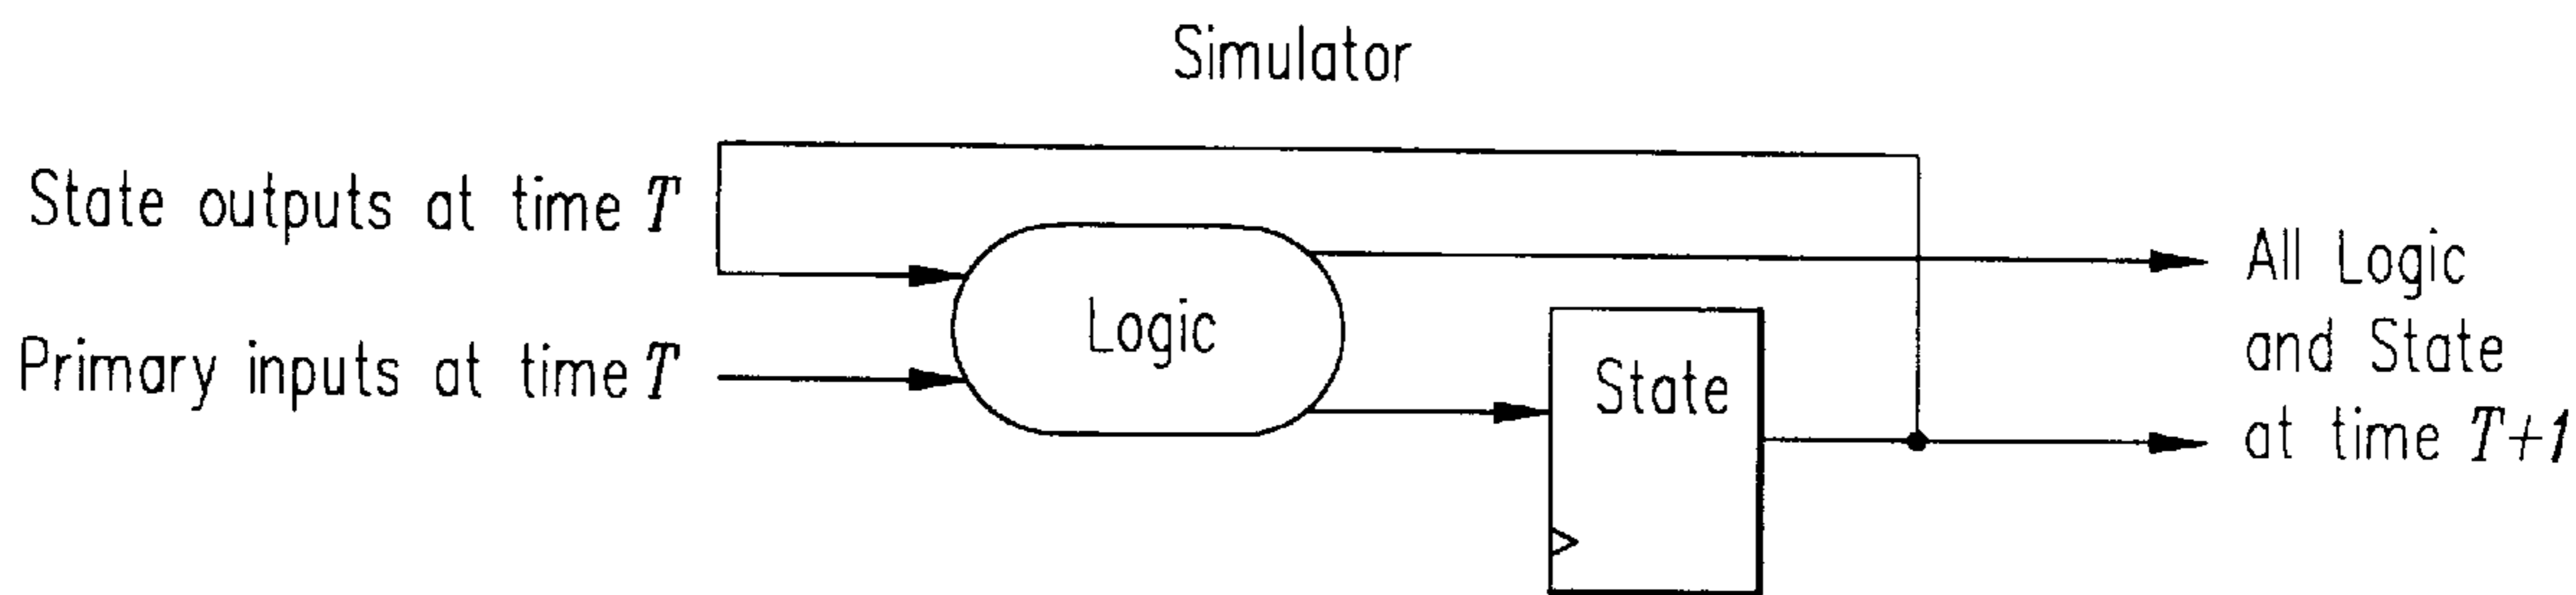 Simulator
State outputs at time T
Primary inputs at time T
Logic
State
All Logic
and State
at time T+1